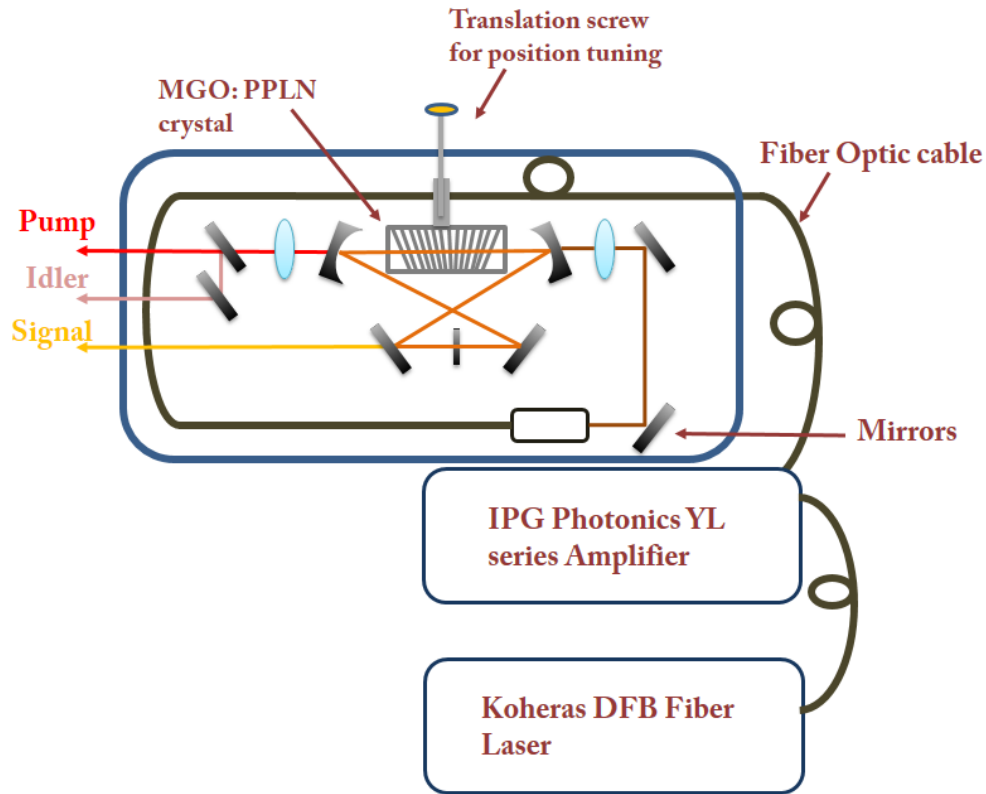 Translation screw
for position tuning
MGO: PPLN
crystal
Fiber Optic cable
Pump
Idler
Signal
Mirrors
IPG Photonics YL
series Amplifier
Koheras DFB Fiber
Laser